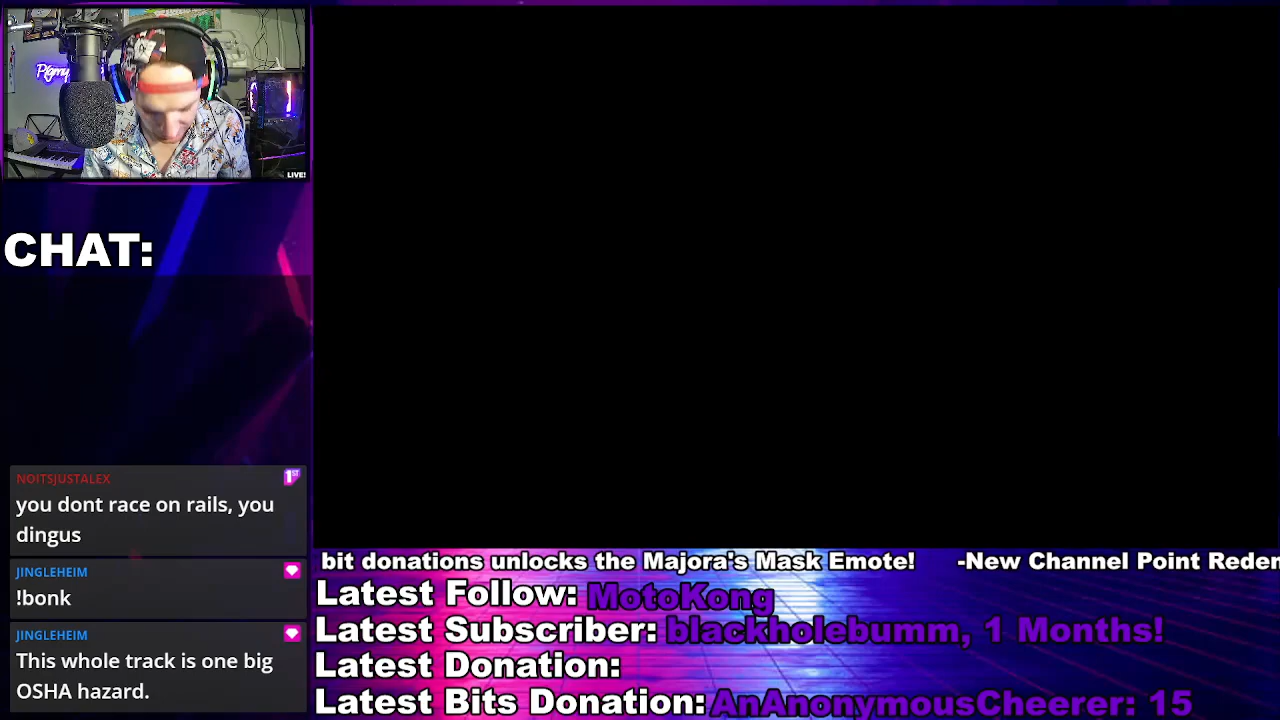 Pigmy
LIVE!
CHAT:
NOITSJUSTALEX
1ST
you dont race on rails, you
dingus
JINGLEHEIM
!bonk
JINGLEHEIM
This whole track is one big
OSHA hazard.
bit donations unlocks the Majora's Mask Emote! -New Channel Point Redem
Latest Follow: MotoKong
Latest Subscriber: blackholebumm, 1 Months!
Latest Donation:
Latest Bits Donation: AnAnonymousCheerer: 15